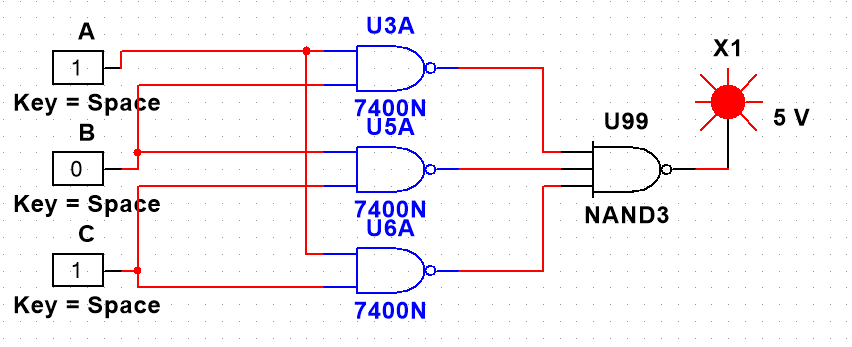 A
1
Key = Space
B
0
Key = Space
C
1
Key = Space
U3A
7400N
U5A
7400N
U6A
7400N
U99
NAND3
X1
5 V